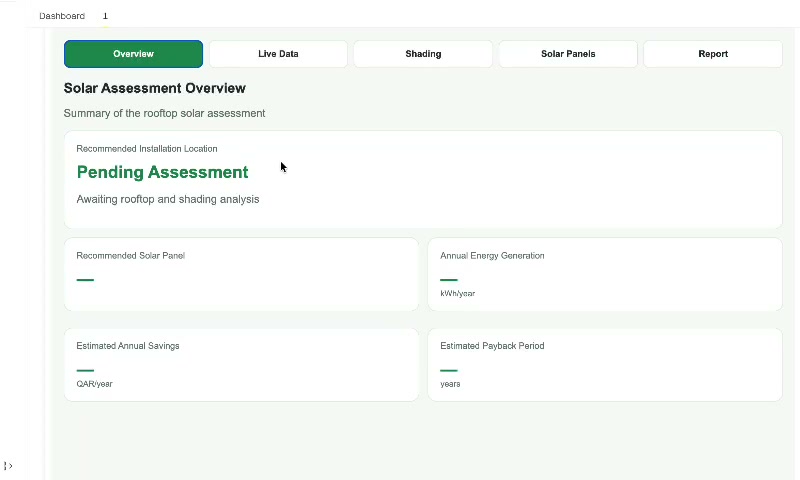 Dashboard 1
Overview Live Data Shading Solar Panels Report
Solar Assessment Overview
Summary of the rooftop solar assessment
Recommended Installation Location
Pending Assessment
Awaiting rooftop and shading analysis
Recommended Solar Panel
—
Annual Energy Generation
—
kWh/year
Estimated Annual Savings
—
QAR/year
Estimated Payback Period
—
years